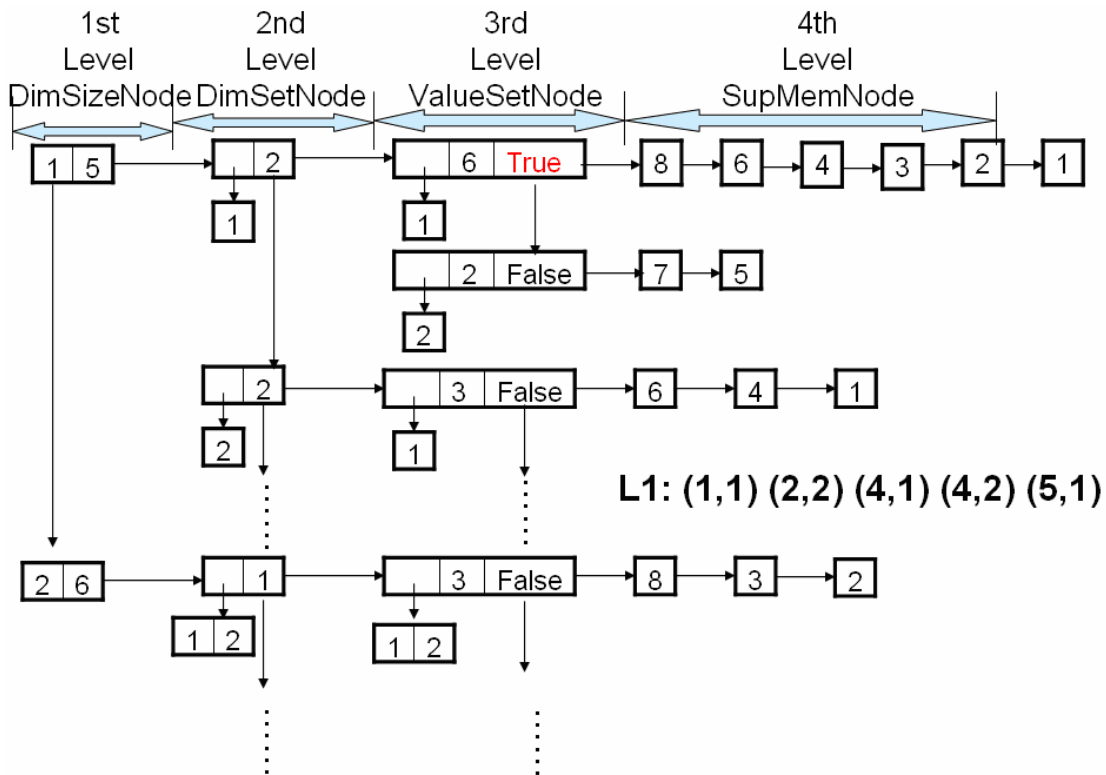 1st 2nd 3rd 4th
Level Level Level Level
DimSizeNode DimSetNode ValueSetNode SupMemNode
1 5 2 6 True 8 6 4 3 2 1
1 1
2 False 7 5
2
2 3 False 6 4 1
2 1
L1: (1,1) (2,2) (4,1) (4,2) (5,1)
2 6 1 3 False 8 3 2
1 2 1 2